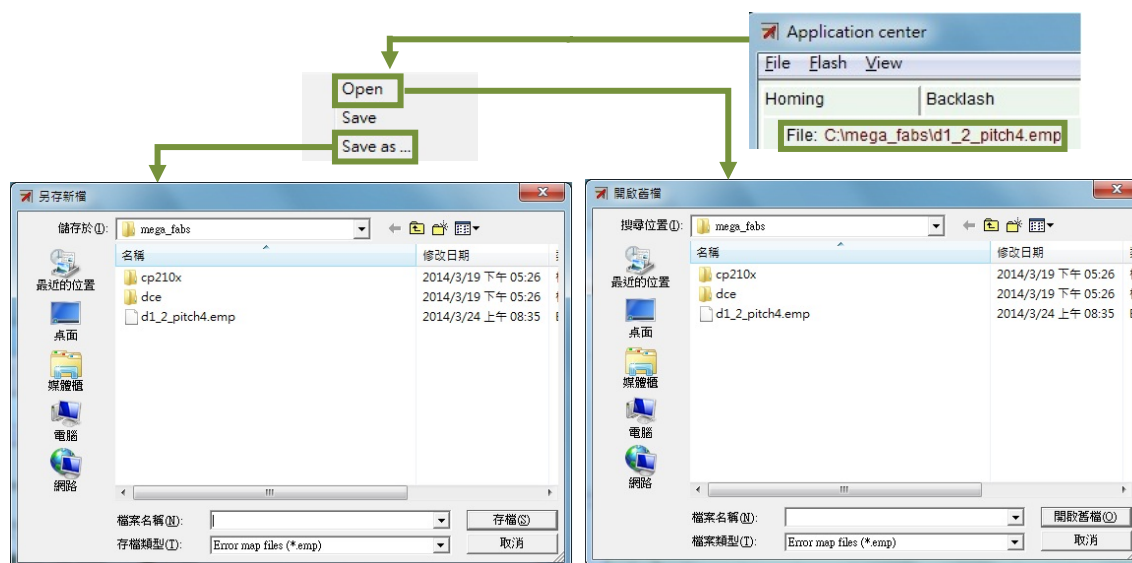 Application center
File Flash View
Homing Backlash
File: C:\mega_fabs\d1_2_pitch4.emp
Open
Save
Save as ...
另存新檔
儲存於(I): mega_fabs
名稱 修改日期
cp210x 2014/3/19 下午 05:26
dce 2014/3/19 下午 05:26
d1_2_pitch4.emp 2014/3/24 上午 08:35
最近的位置
桌面
媒體櫃
電腦
網路
檔案名稱(N): 存檔(S)
存檔類型(T): Error map files (*.emp) 取消
開啟舊檔
搜尋位置(I): mega_fabs
名稱 修改日期
cp210x 2014/3/19 下午 05:26
dce 2014/3/19 下午 05:26
d1_2_pitch4.emp 2014/3/24 上午 08:35
最近的位置
桌面
媒體櫃
電腦
網路
檔案名稱(N): 開啟舊檔(O)
檔案類型(T): Error map files (*.emp) 取消